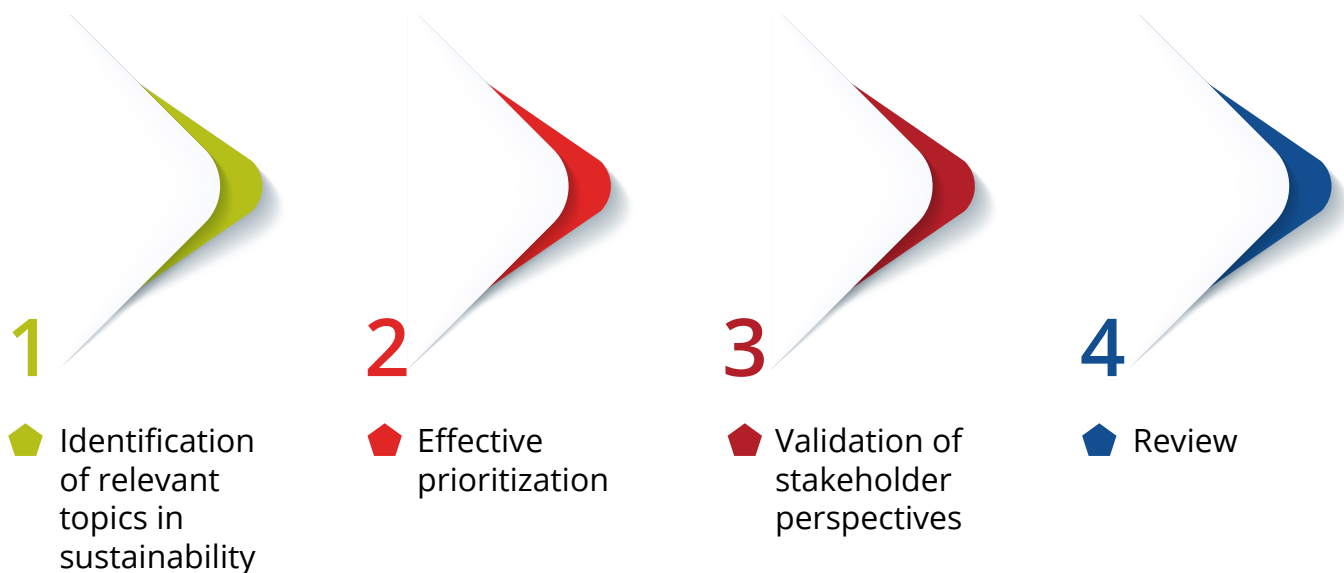 1
Identification
of relevant
topics in
sustainability
2
Effective
prioritization
3
Validation of
stakeholder
perspectives
4
Review